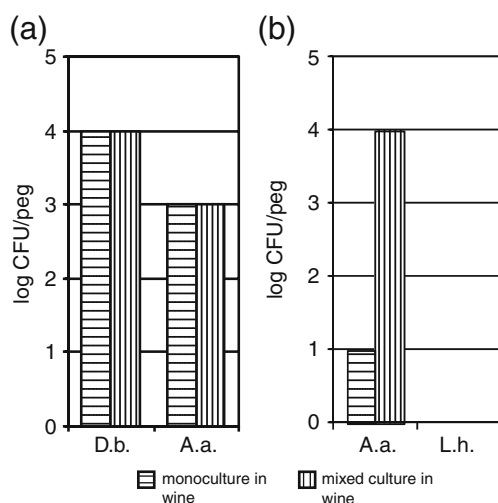 (a)
5
4
3
2
1
0
log CFU/peg
D.b. A.a.
(b)
5
4
3
2
1
0
log CFU/peg
A.a. L.h.
monoculture in
wine
mixed culture in
wine